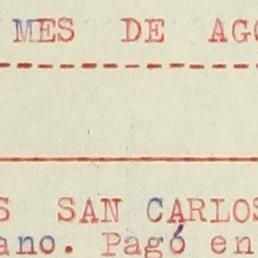 MES DE AGO
S SAN CARLOS
ano. Pagó en